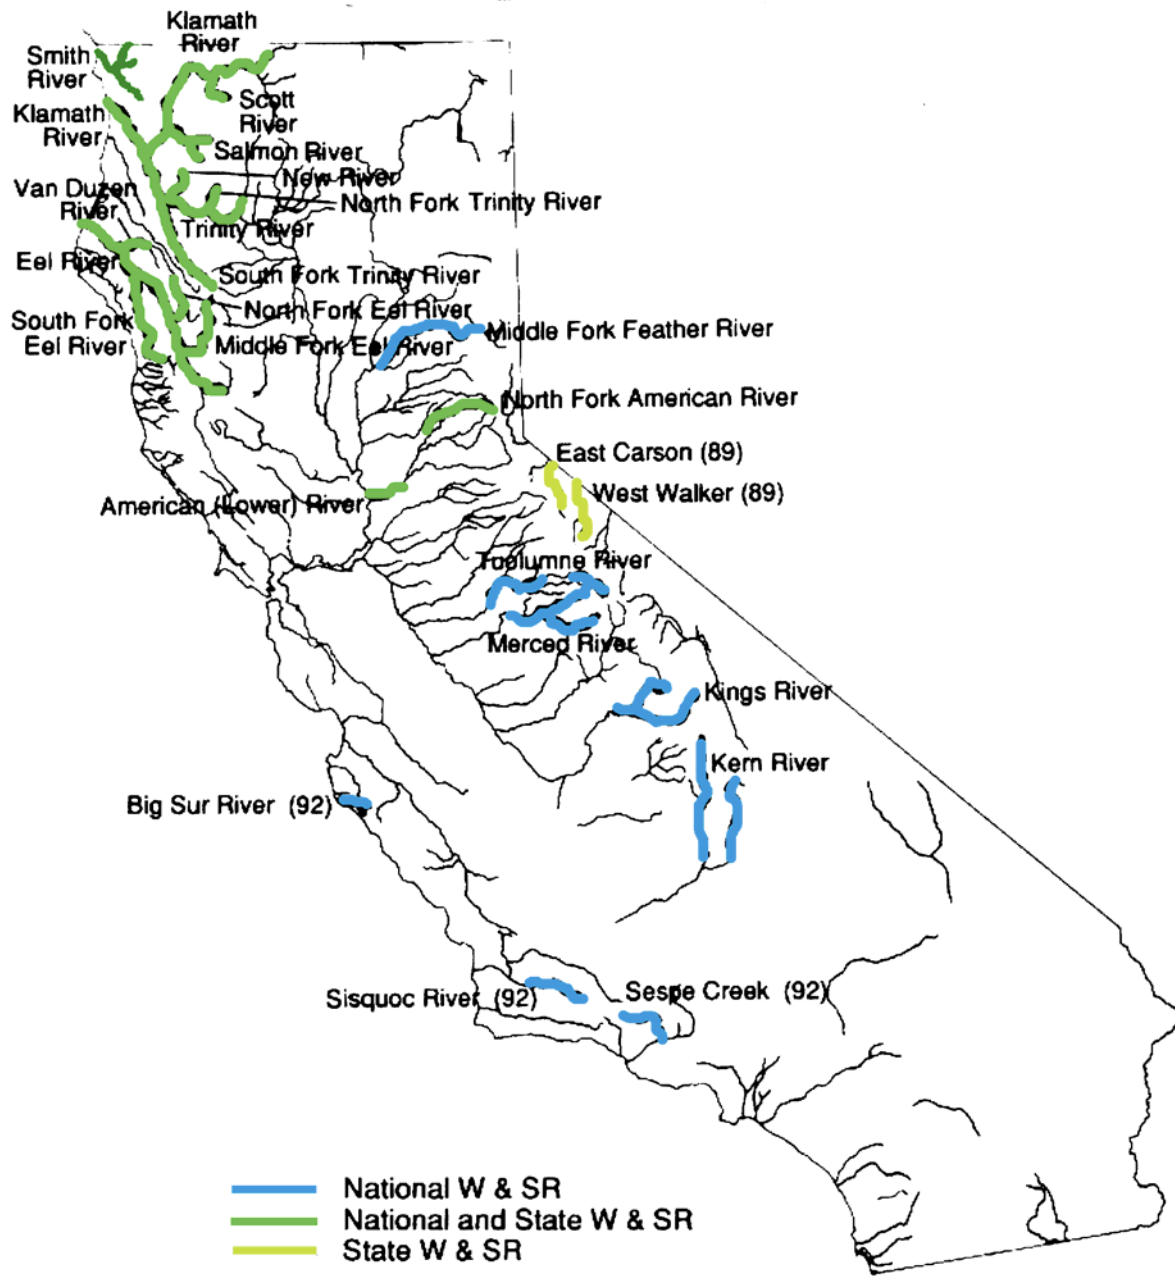 Klamath
River
Smith
River
Klamath
River
Scott
River
Salmon River
New River
Van Duzen
River
North Fork Trinity River
Trinity River
Eel River
South Fork Trinity River
North Fork Eel River
South Fork
Eel River
Middle Fork Eel River
Middle Fork Feather River
North Fork American River
East Carson (89)
West Walker (89)
American (Lower) River
Tuolumne River
Merced River
Kings River
Kern River
Big Sur River (92)
Sisquoc River (92)
Sespe Creek (92)
National W & SR
National and State W & SR
State W & SR